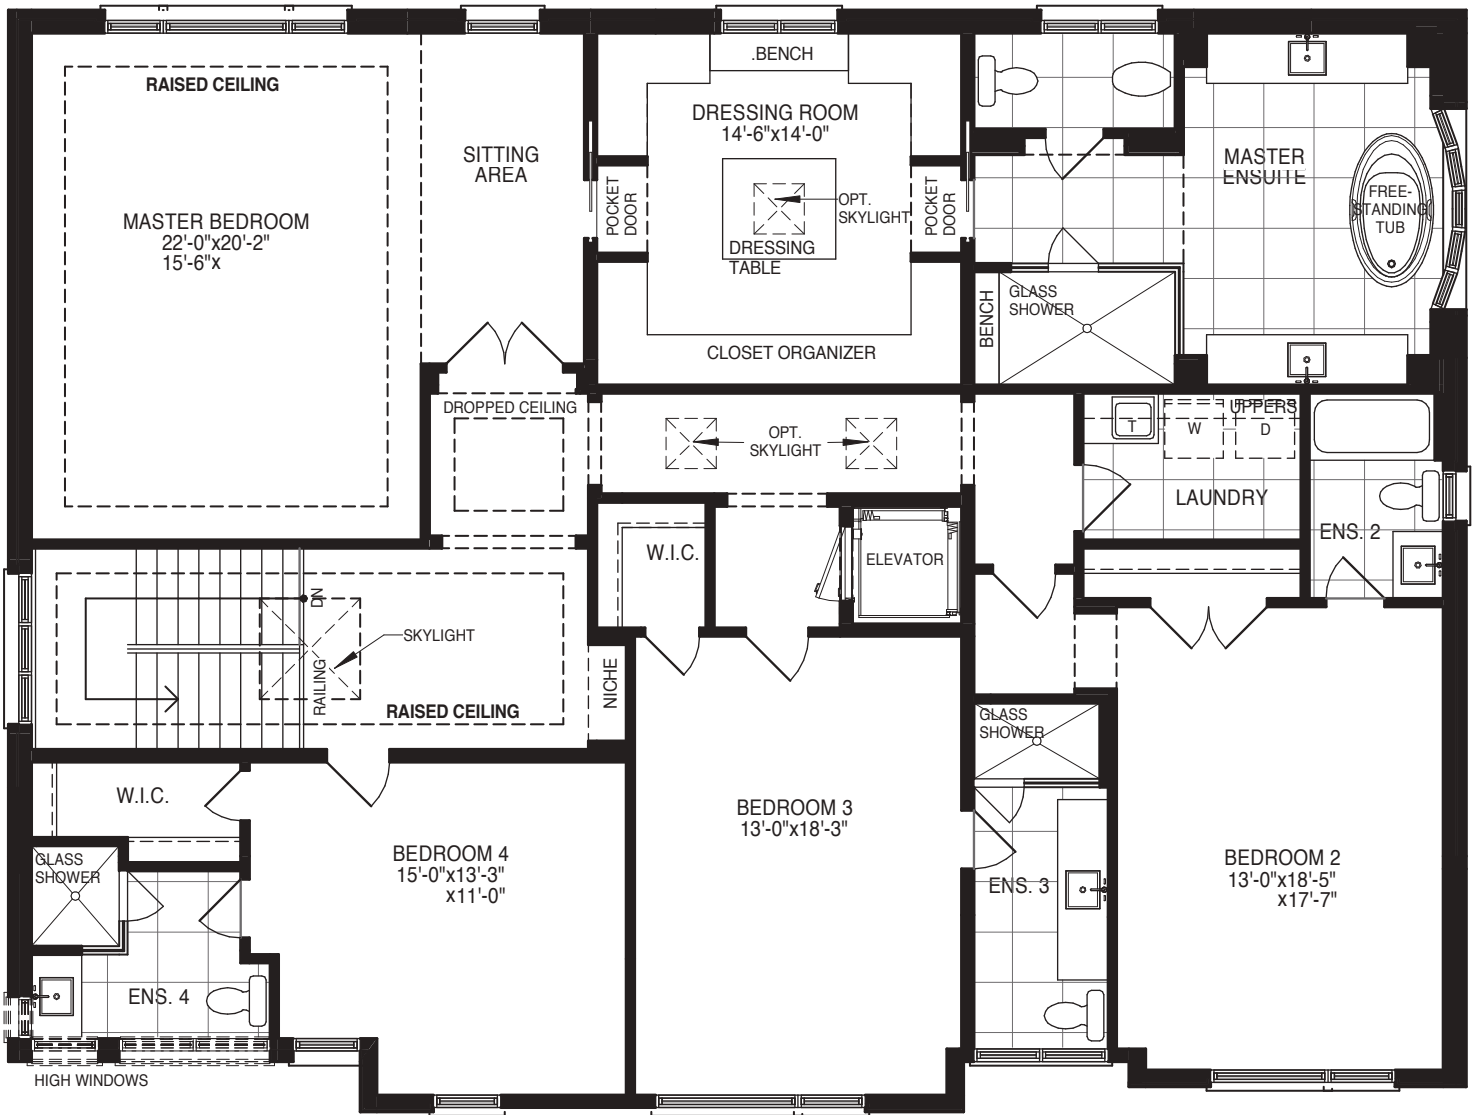 RAISED CEILING
MASTER BEDROOM
22'-0"x20'-2"
15'-6"x
SITTING
AREA
.BENCH
DRESSING ROOM
14'-6"x14'-0"
POCKET
DOOR
OPT.
SKYLIGHT
DRESSING
TABLE
POCKET
DOOR
CLOSET ORGANIZER
MASTER
ENSUITE
FREE-
STANDING
TUB
GLASS
SHOWER
BENCH
DROPPED CEILING
OPT.
SKYLIGHT
UPPERS
T
W
D
LAUNDRY
ENS. 2
W.I.C.
ELEVATOR
DN
SKYLIGHT
RAILING
RAISED CEILING
NICHE
W.I.C.
GLASS
SHOWER
BEDROOM 4
15'-0"x13'-3"
x11'-0"
ENS. 4
HIGH WINDOWS
BEDROOM 3
13'-0"x18'-3"
GLASS
SHOWER
ENS. 3
BEDROOM 2
13'-0"x18'-5"
x17'-7"